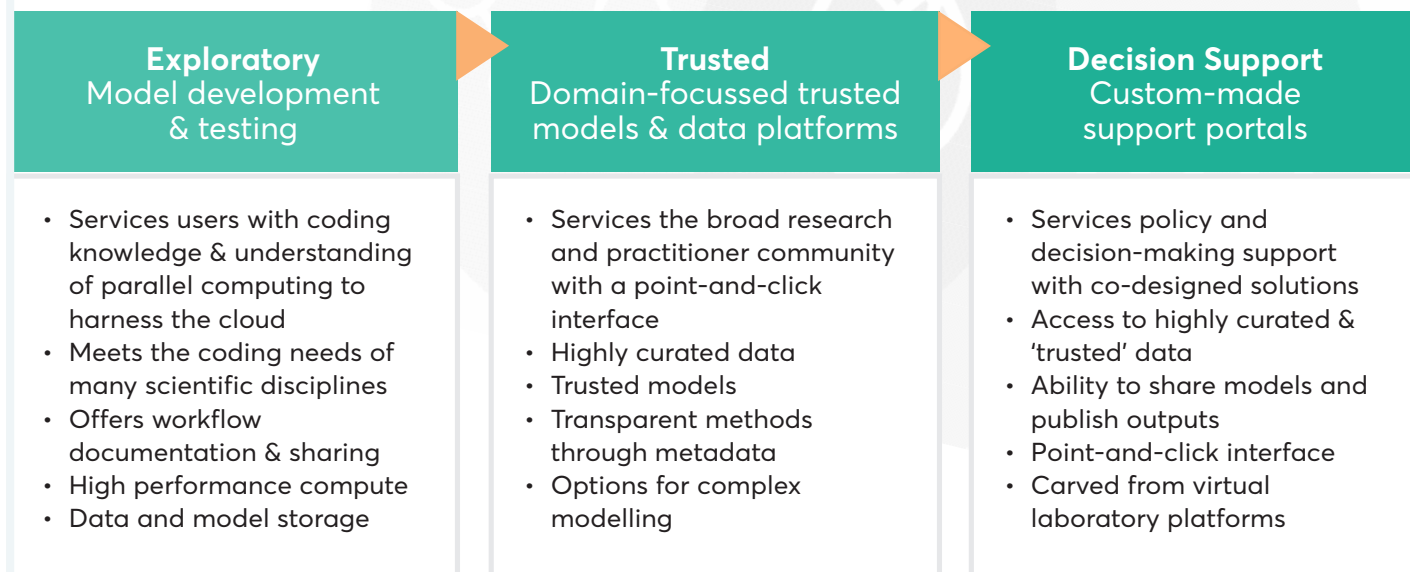 Exploratory
Model development
& testing
• Services users with coding
knowledge & understanding
of parallel computing to
harness the cloud
• Meets the coding needs of
many scientific disciplines
• Offers workflow
documentation & sharing
• High performance compute
• Data and model storage
Trusted
Domain-focussed trusted
models & data platforms
• Services the broad research
and practitioner community
with a point-and-click
interface
• Highly curated data
• Trusted models
• Transparent methods
through metadata
• Options for complex
modelling
Decision Support
Custom-made
support portals
• Services policy and
decision-making support
with co-designed solutions
• Access to highly curated &
‘trusted’ data
• Ability to share models and
publish outputs
• Point-and-click interface
• Carved from virtual
laboratory platforms